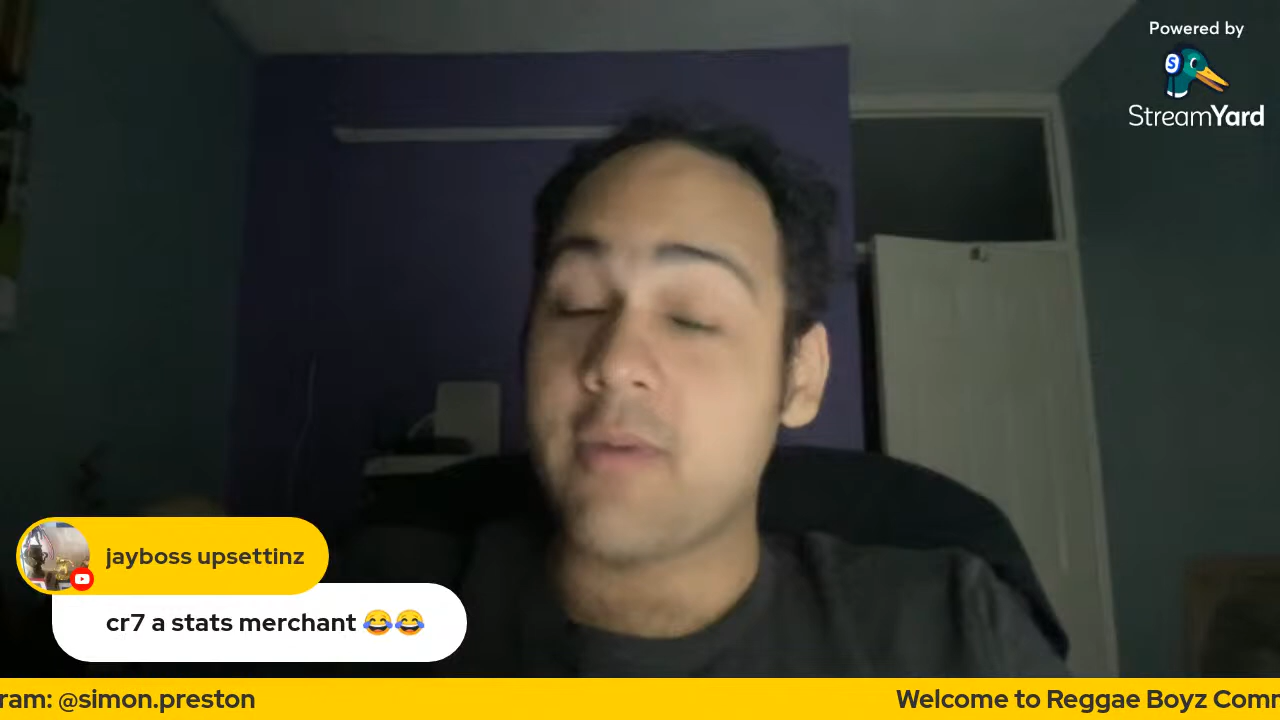 Powered by
StreamYard
jayboss upsettinz
cr7 a stats merchant 😂😂
ram: @simon.preston
Welcome to Reggae Boyz Comm